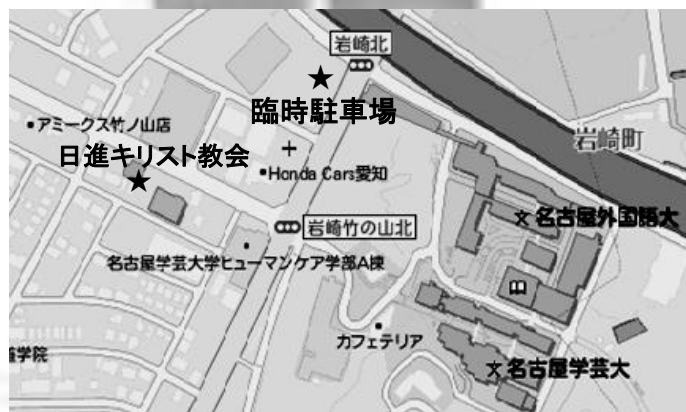 岩崎北
臨時駐車場
岩崎町
アミークス竹ノ山店
日進キリスト教会
Honda Cars愛知
名古屋外国語大
岩崎竹の山北
名古屋学芸大学ヒューマンケア学部A棟
カフェテリア
学院
名古屋学芸大